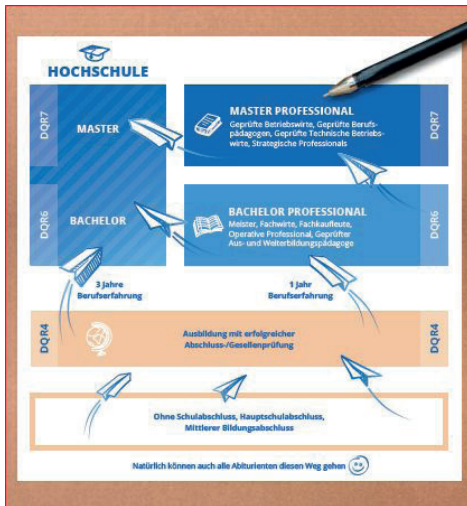 HOCHSCHULE
DQR7
MASTER
MASTER PROFESSIONAL
Geprüfte Betriebswirte, Geprüfte Berufs-
pädagogen, Geprüfte Technische Betriebs-
wirte, Strategische Professionals
DQR7
DQR6
BACHELOR
BACHELOR PROFESSIONAL
Meister, Fachwirte, Fachkaufleute,
Operative Professional, Geprüfter
Aus- und Weiterbildungspädagoge
DQR6
3 Jahre
Berufserfahrung
1 Jahr
Berufserfahrung
DQR4
Ausbildung mit erfolgreicher
Abschluss-/Gesellenprüfung
DQR4
Ohne Schulabschluss, Hauptschulabschluss,
Mittlerer Bildungsabschluss
Natürlich können auch alle Abiturienten diesen Weg gehen